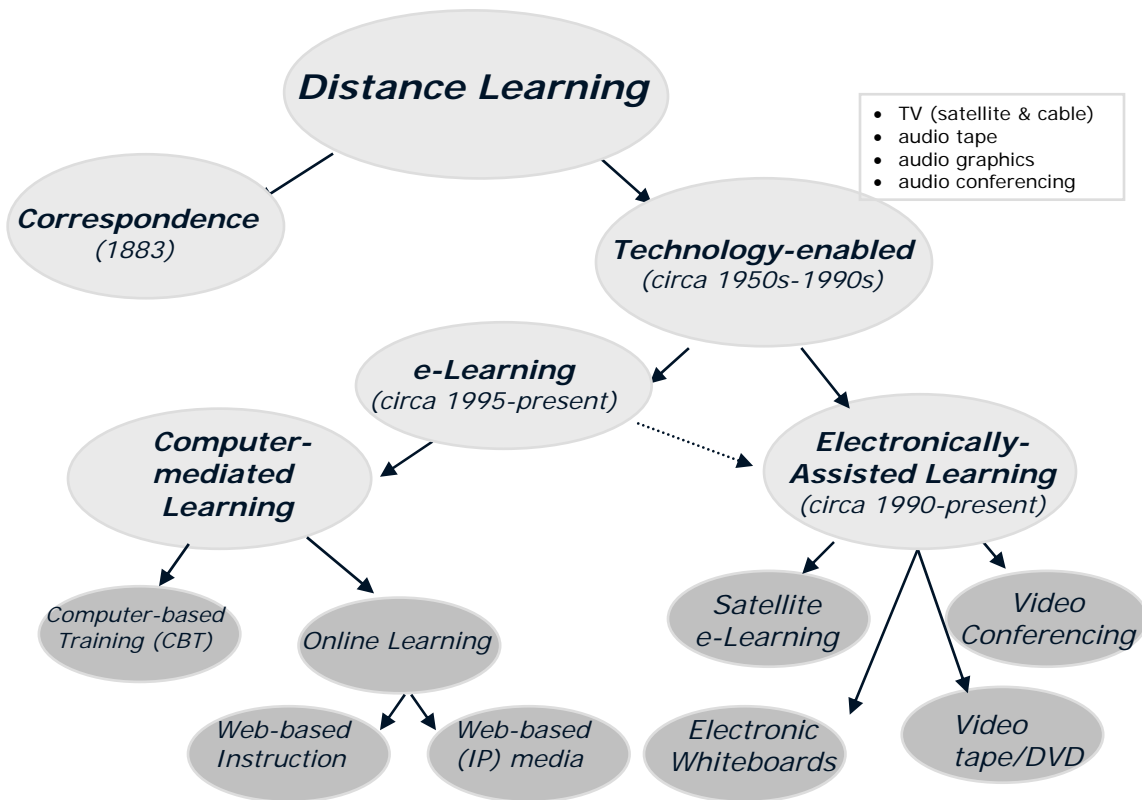 Distance Learning
• TV (satellite & cable)
• audio tape
• audio graphics
• audio conferencing
Correspondence
(1883)
Technology-enabled
(circa 1950s-1990s)
e-Learning
(circa 1995-present)
Computer-
mediated
Learning
Electronically-
Assisted Learning
(circa 1990-present)
Computer-based
Training (CBT)
Online Learning
Satellite
e-Learning
Video
Conferencing
Web-based
Instruction
Web-based
(IP) media
Electronic
Whiteboards
Video
tape/DVD